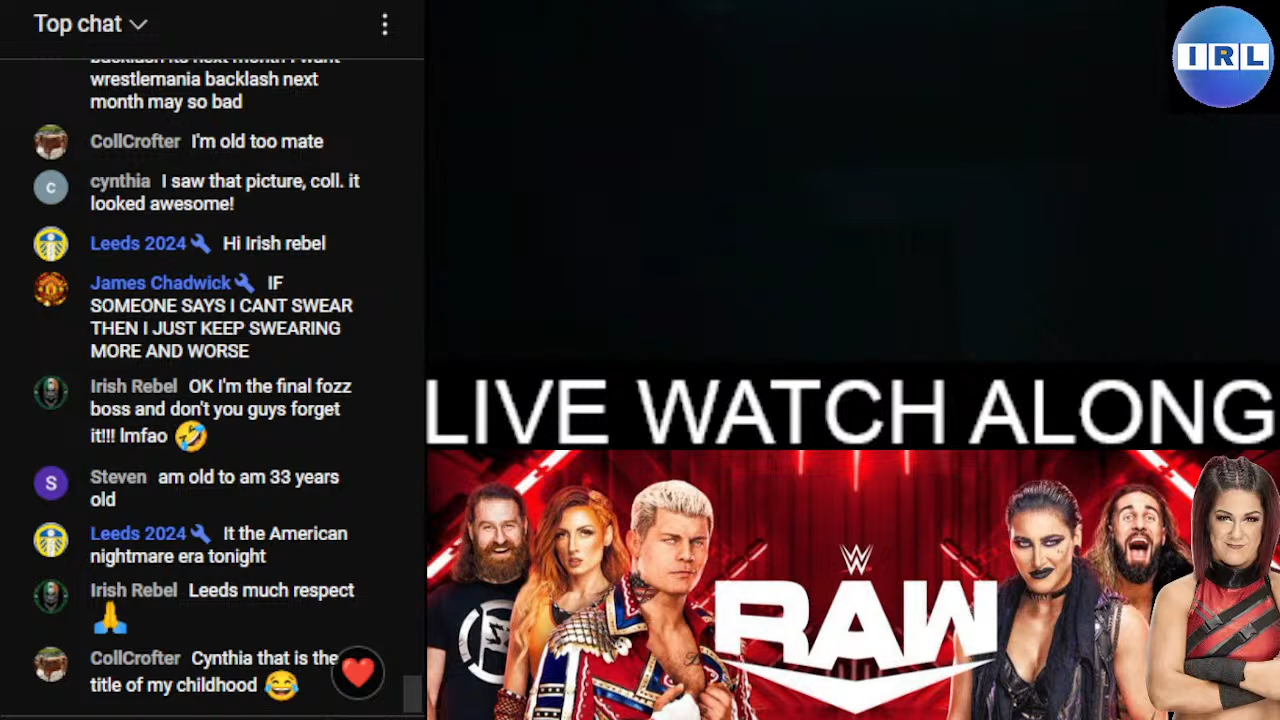 Top chat
backlash its next month i want
wrestlemania backlash next
month may so bad
CollCrofter I'm old too mate
cynthia I saw that picture, coll. it
looked awesome!
Leeds 2024 Hi Irish rebel
James Chadwick IF
SOMEONE SAYS I CANT SWEAR
THEN I JUST KEEP SWEARING
MORE AND WORSE
Irish Rebel OK I'm the final fozz
boss and don't you guys forget
it!!! lmfao 🤣
S
Steven am old to am 33 years
old
Leeds 2024 It the American
nightmare era tonight
Irish Rebel Leeds much respect
🙏
CollCrofter Cynthia that is the
title of my childhood 😂
C
IRL
LIVE WATCH ALONG
W
RAW